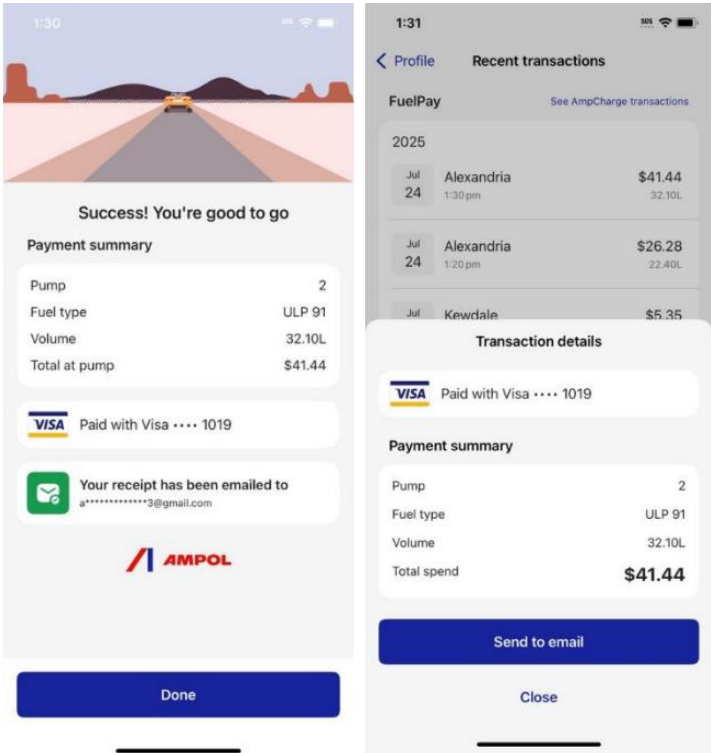 1:30
SOS
Success! You're good to go
Payment summary
Pump 2
Fuel type ULP 91
Volume 32.10L
Total at pump $41.44
VISA Paid with Visa •••• 1019
Your receipt has been emailed to
a*************3@gmail.com
AMPOL
Done
1:31 SOS
Profile Recent transactions
FuelPay See AmpCharge transactions
2025
Jul 24 Alexandria $41.44
1:30 pm 32.10L
Jul 24 Alexandria $26.28
1:20 pm 22.40L
Jul Kewdale $5.35
Transaction details
VISA Paid with Visa •••• 1019
Payment summary
Pump 2
Fuel type ULP 91
Volume 32.10L
Total spend $41.44
Send to email
Close